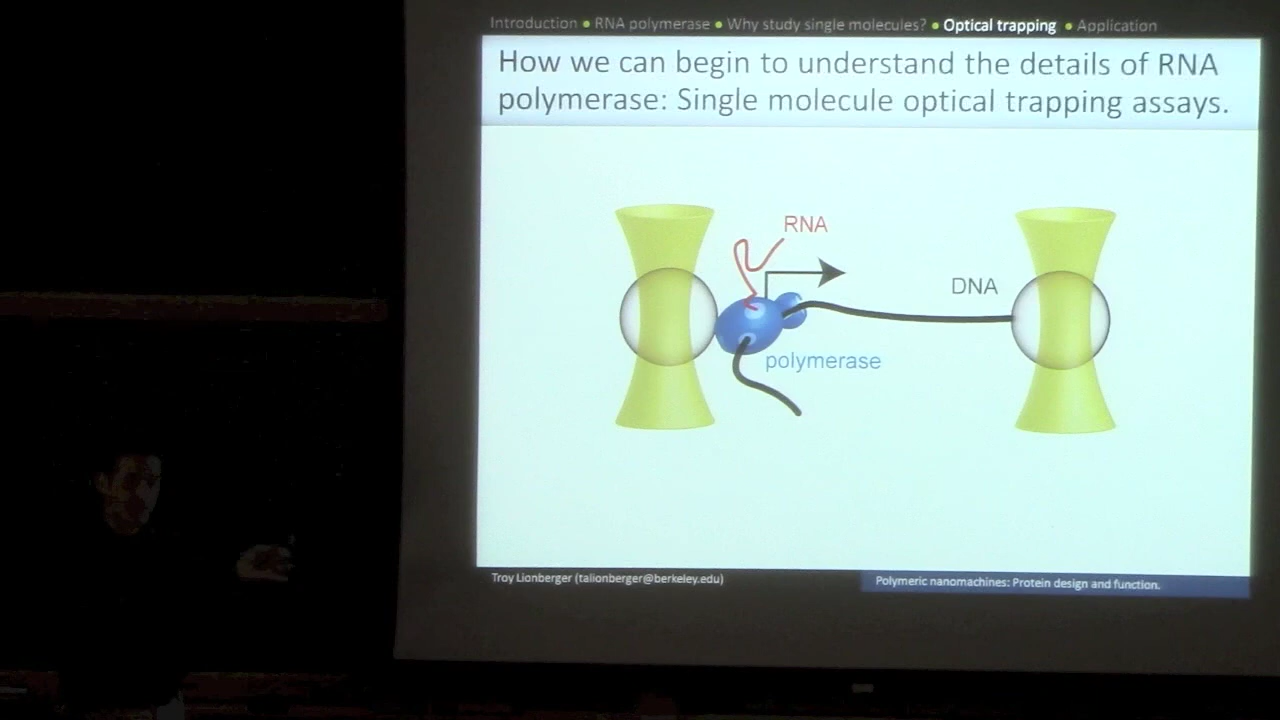 Introduction • RNA polymerase • Why study single molecules? • Optical trapping • Application
How we can begin to understand the details of RNA
polymerase: Single molecule optical trapping assays.
RNA
DNA
polymerase
Troy Lionberger (talionberger@berkeley.edu)
Polymeric nanomachines: Protein design and function.